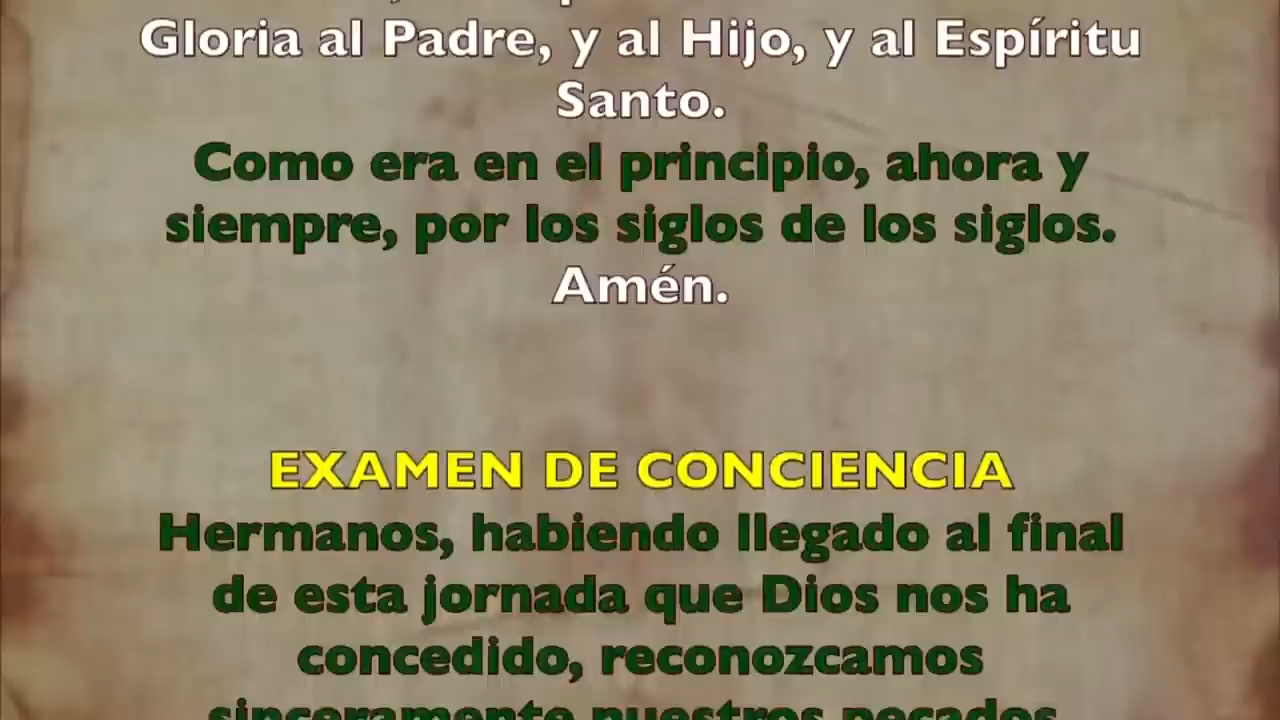 Gloria al Padre, y al Hijo, y al Espíritu
Santo.
Como era en el principio, ahora y
siempre, por los siglos de los siglos.
Amén.
EXAMEN DE CONCIENCIA
Hermanos, habiendo llegado al final
de esta jornada que Dios nos ha
concedido, reconozcamos
sinceramente nuestros pecados.